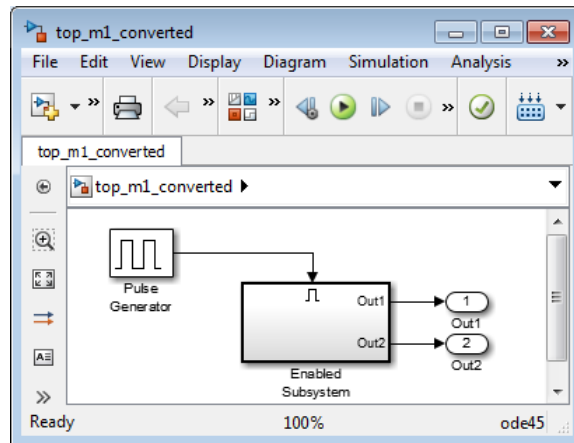 top_m1_converted
File Edit View Display Diagram Simulation Analysis »
» » » »
top_m1_converted
top_m1_converted
Pulse
Generator
Out1
Out2
Enabled
Subsystem
1
Out1
2
Out2
A
»
Ready 100% ode45